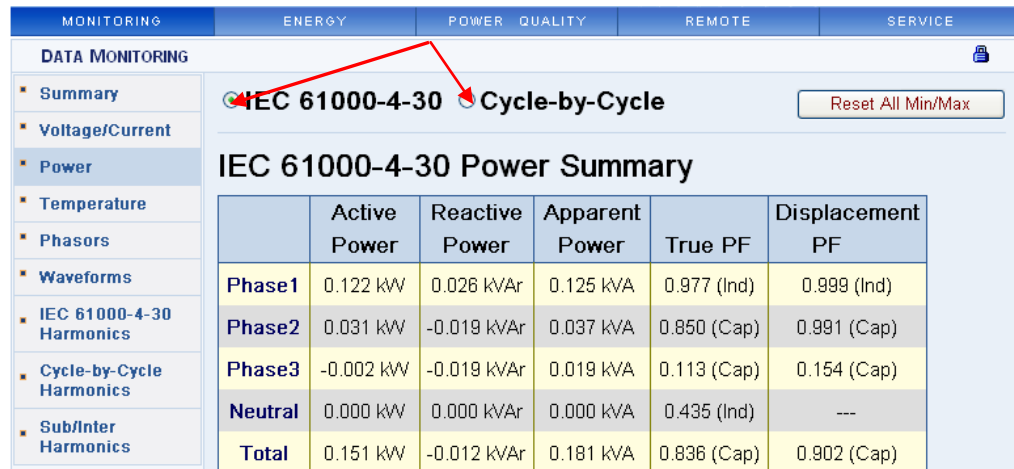 MONITORING ENERGY POWER QUALITY REMOTE SERVICE
DATA MONITORING
Summary
Voltage/Current
Power
Temperature
Phasors
Waveforms
IEC 61000-4-30
Harmonics
Cycle-by-Cycle
Harmonics
Sub/Inter
Harmonics
IEC 61000-4-30 Cycle-by-Cycle Reset All Min/Max
IEC 61000-4-30 Power Summary
Active Power Reactive Power Apparent Power True PF Displacement PF
Phase1 0.122 kW 0.026 kVAr 0.125 kVA 0.977 (Ind) 0.999 (Ind)
Phase2 0.031 kW -0.019 kVAr 0.037 kVA 0.850 (Cap) 0.991 (Cap)
Phase3 -0.002 kW -0.019 kVAr 0.019 kVA 0.113 (Cap) 0.154 (Cap)
Neutral 0.000 kW 0.000 kVAr 0.000 kVA 0.435 (Ind) ---
Total 0.151 kW -0.012 kVAr 0.181 kVA 0.836 (Cap) 0.902 (Cap)